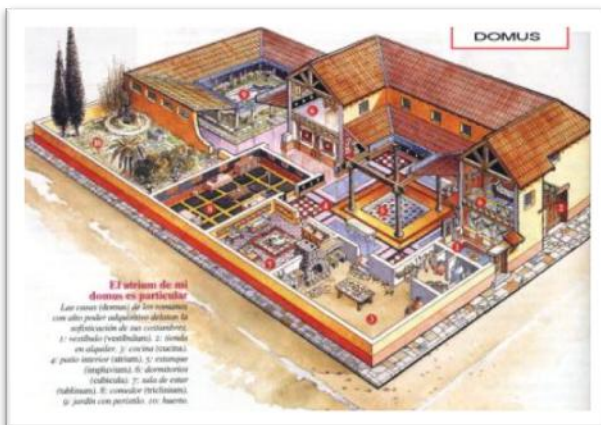 DOMUS
El atrium de mi
domus es particular
Las casas (domus) de los romanos
con alto poder adquisitivo delatan la
sofisticación de sus costumbres.
1: vestíbulo (vestibulum). 2: tienda
en alquiler. 3: cocina (cucina).
4: patio interior (atrium). 5: estanque
(impluvium). 6: dormitorios
(cubicula). 7: sala de estar
(tablinum). 8: comedor (triclinium).
9: jardín con peristilo. 10: huerto.